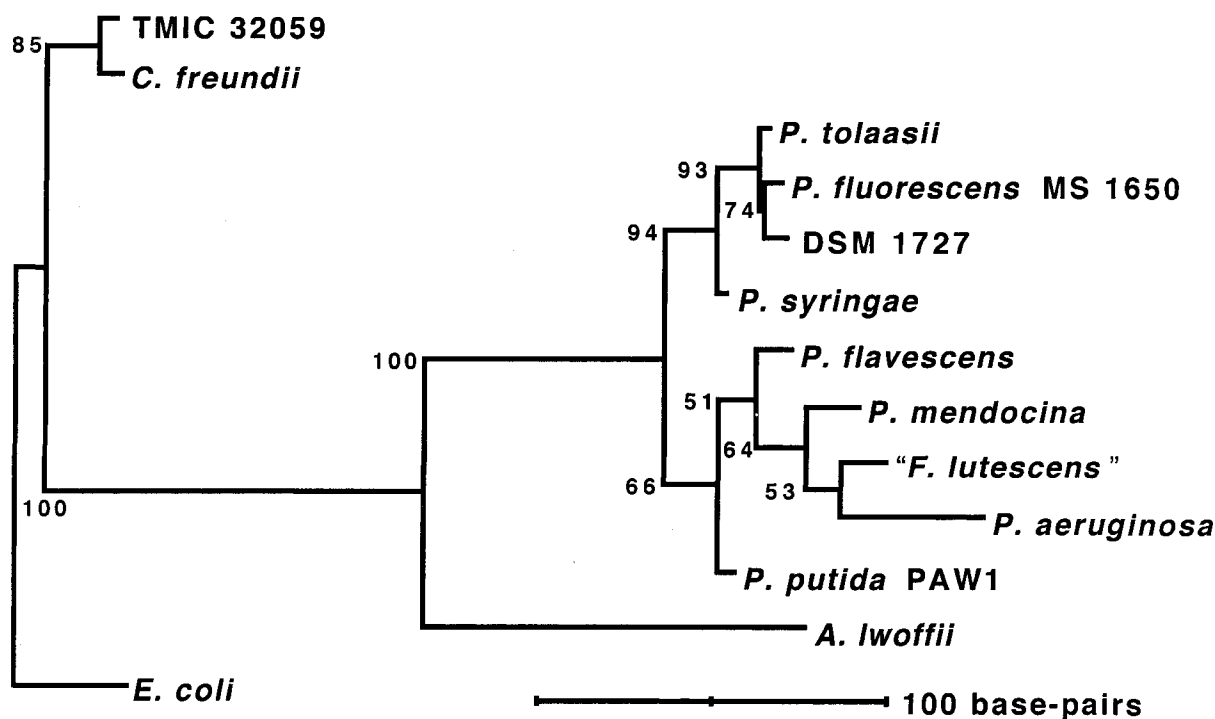 TMIC 32059
85
C. freundii
P. tolaasii
93
P. fluorescens MS 1650
74
94
DSM 1727
P. syringae
100
P. flavescens
51
P. mendocina
64
"F. lutescens"
66
53
100
P. aeruginosa
P. putida PAW1
A. lwoffii
E. coli
100 base-pairs